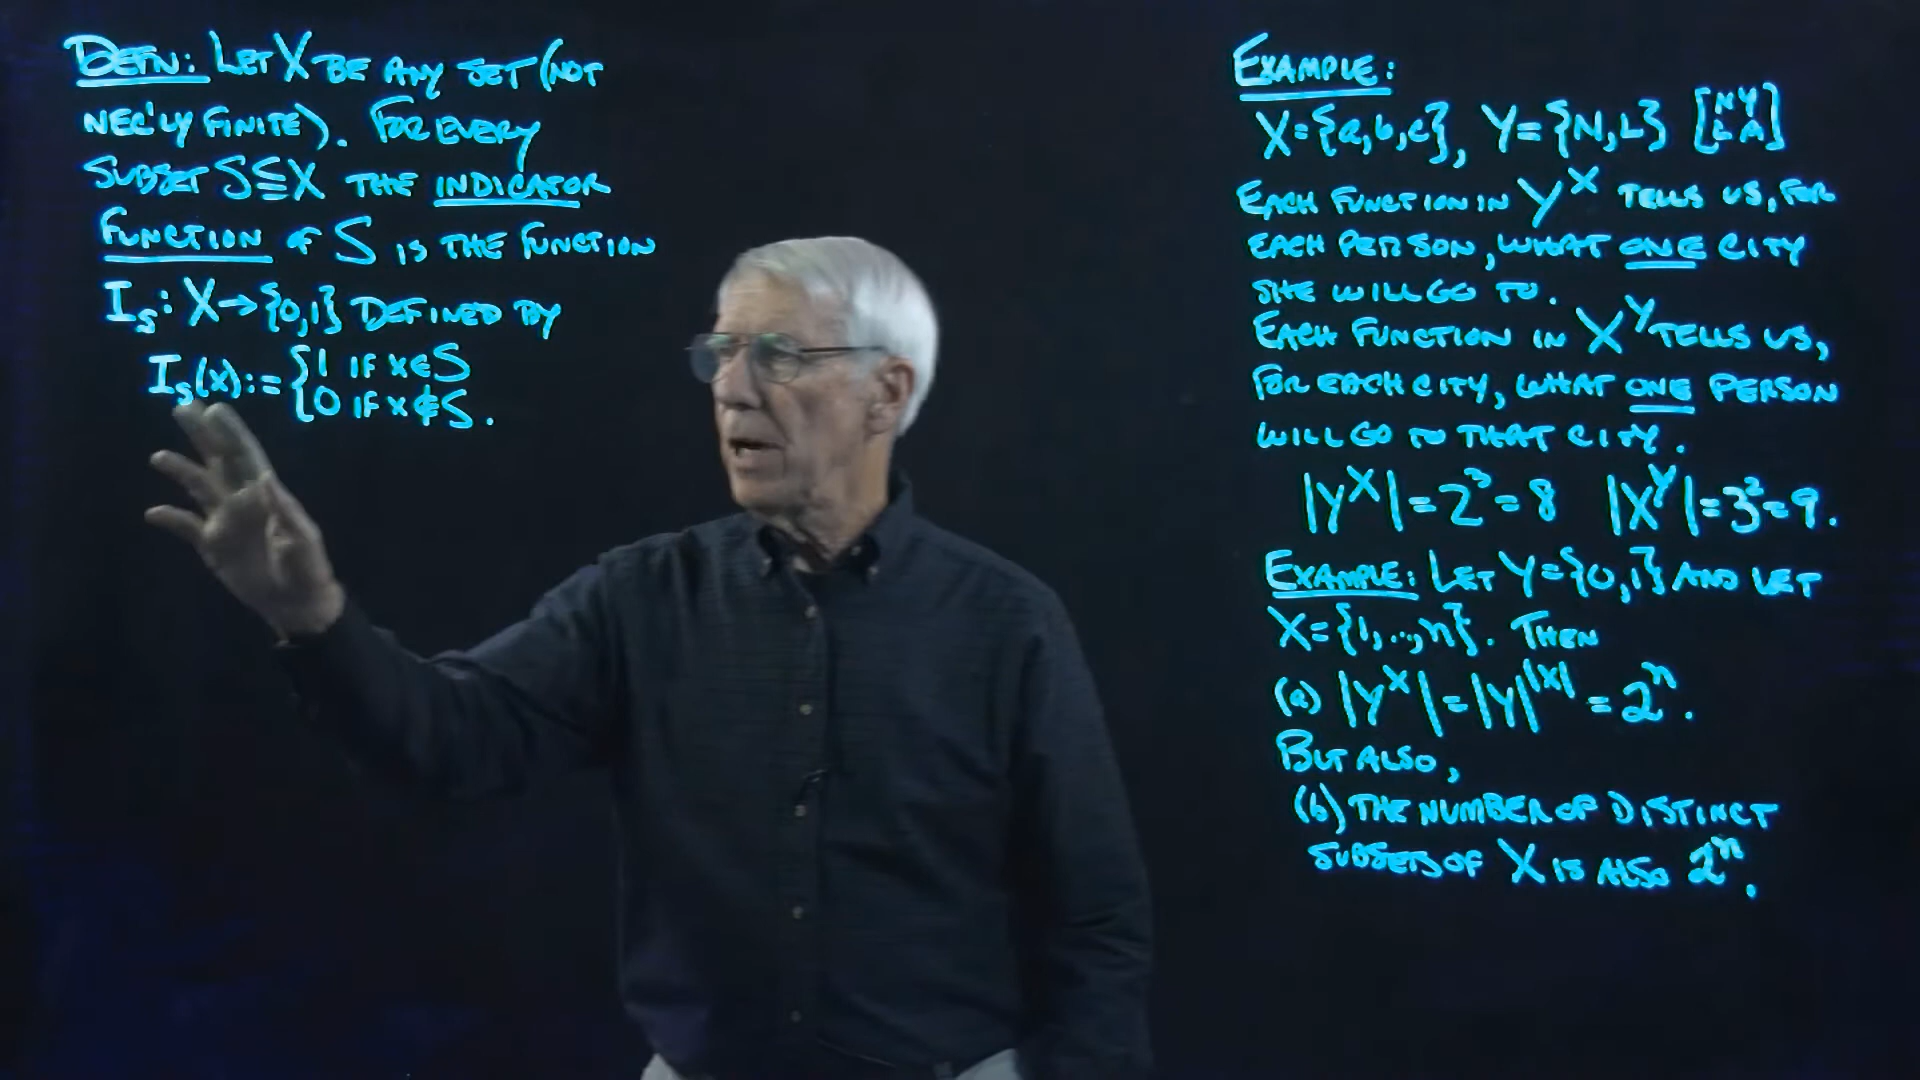 DEFN: LET X BE ANY SET (NOT
NEC'LY FINITE). FOR EVERY
SUBSET S⊆X THE INDICATOR
FUNCTION OF S IS THE FUNCTION
I_S: X→{0,1} DEFINED BY
I_S(x):= {1 IF x∈S
{0 IF x∉S.
EXAMPLE:
X={a,b,c}, Y={N,L} [NY
LA]
EACH FUNCTION IN Y^X TELLS US, FOR
EACH PERSON, WHAT ONE CITY
SHE WILL GO TO.
EACH FUNCTION IN X^Y TELLS US,
FOR EACH CITY, WHAT ONE PERSON
WILL GO TO THAT CITY.
|Y^X|=2^3=8 |X^Y|=3^2=9.
EXAMPLE: LET Y={0,1} AND LET
X={1,..,n}. THEN
(a) |Y^X|=|Y|^|X|=2^n.
BUT ALSO,
(b) THE NUMBER OF DISTINCT
SUBSETS OF X IS ALSO 2^n.